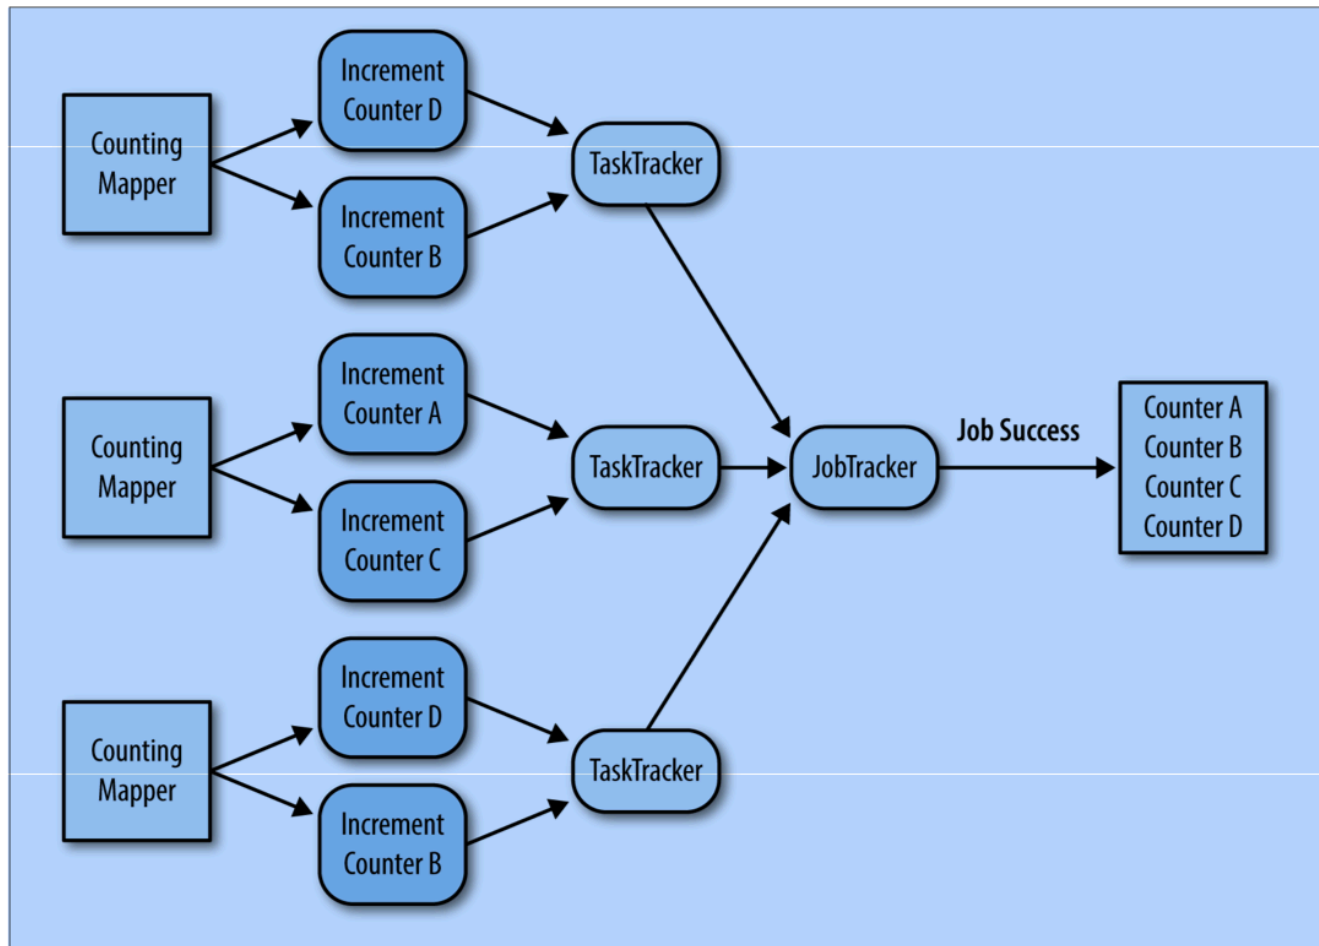 Counting
Mapper
Increment
Counter D
Increment
Counter B
TaskTracker
Counting
Mapper
Increment
Counter A
Increment
Counter C
TaskTracker
JobTracker
Job Success
Counter A
Counter B
Counter C
Counter D
Counting
Mapper
Increment
Counter D
Increment
Counter B
TaskTracker